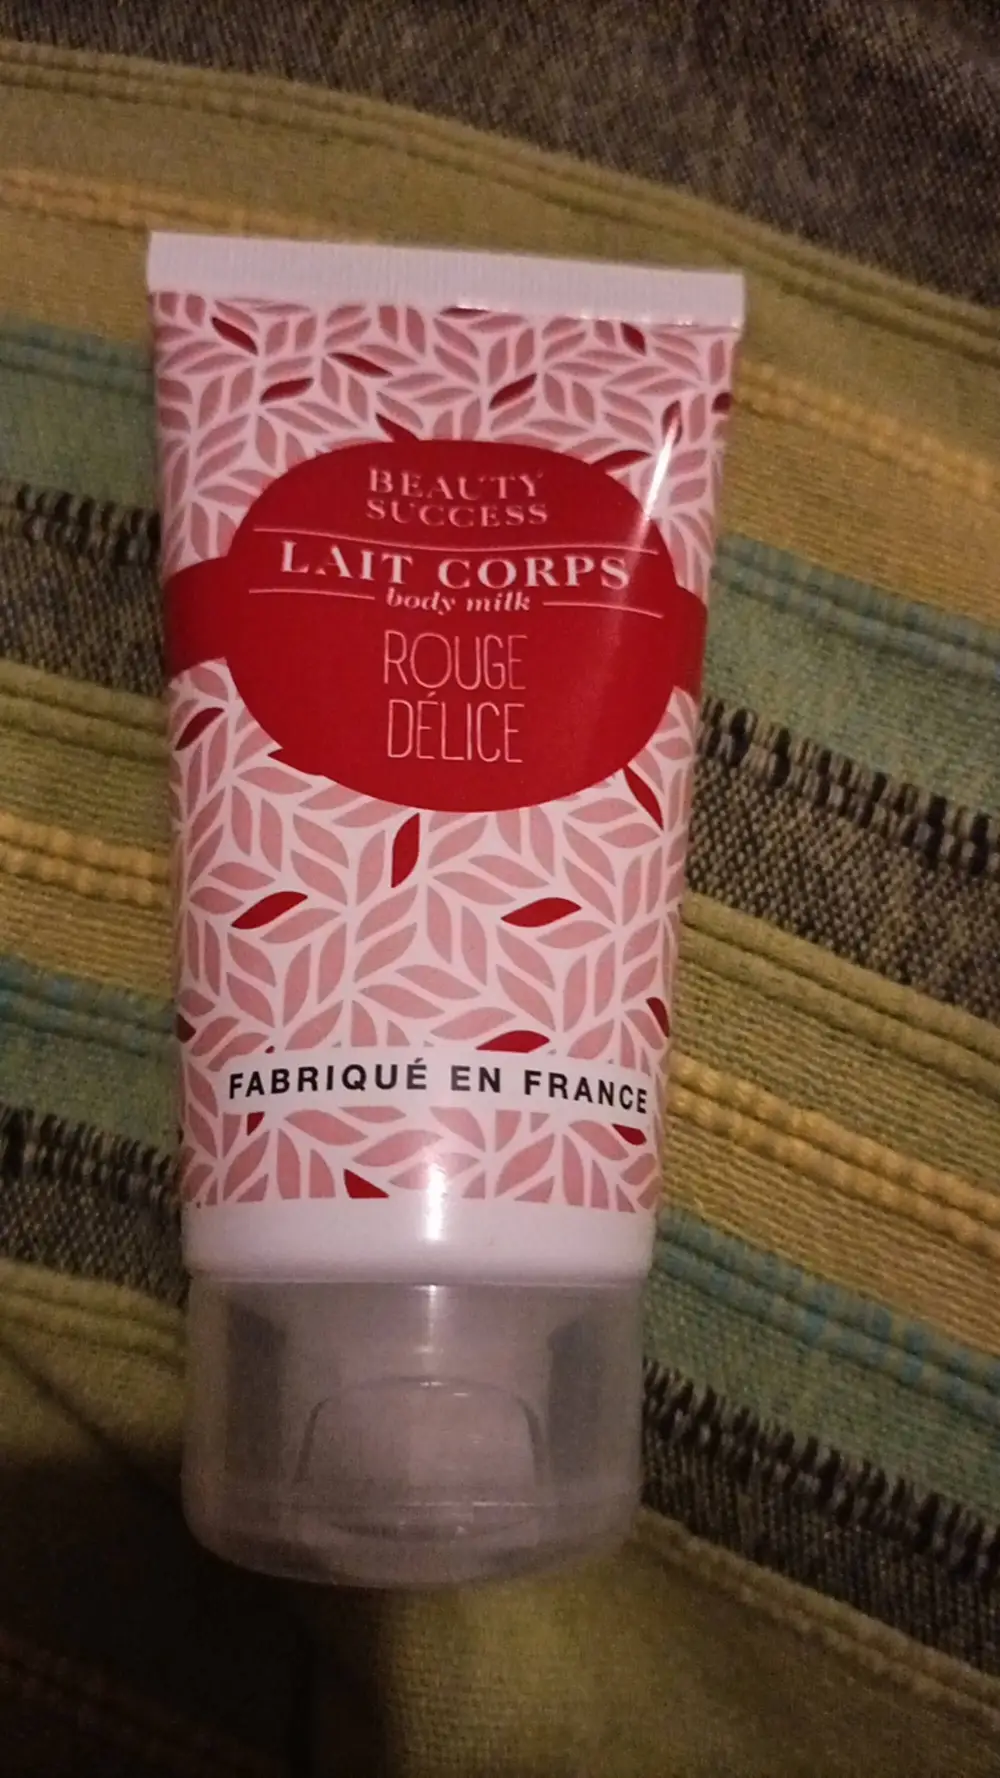 BEAUTY
SUCCESS
LAIT CORPS
body milk
ROUGE
DÉLICE
FABRIQUÉ EN FRANCE